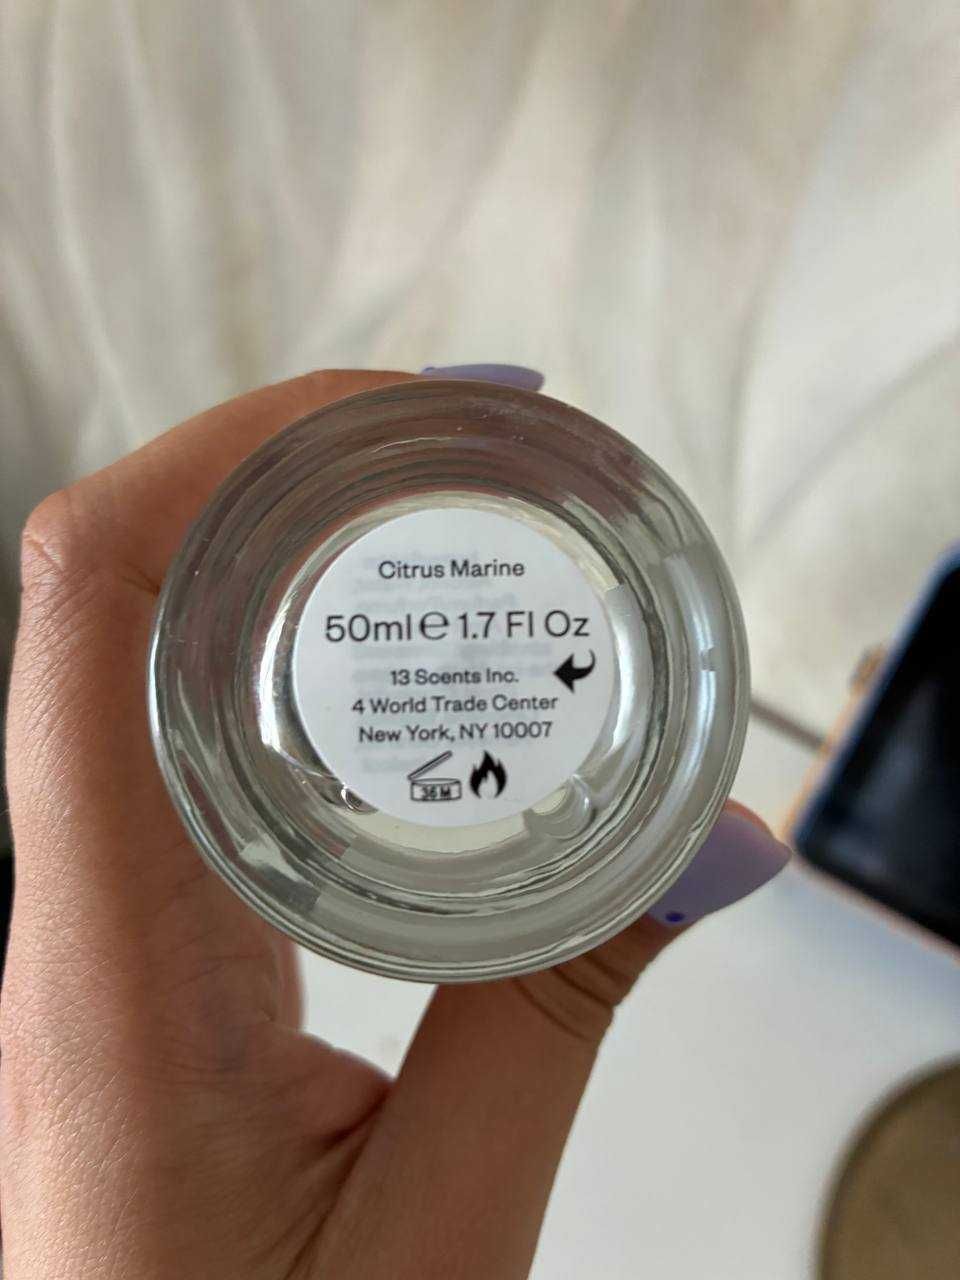 Citrus Marine
50ml ℮ 1.7 Fl Oz
13 Scents Inc.
4 World Trade Center
New York, NY 10007
36 M